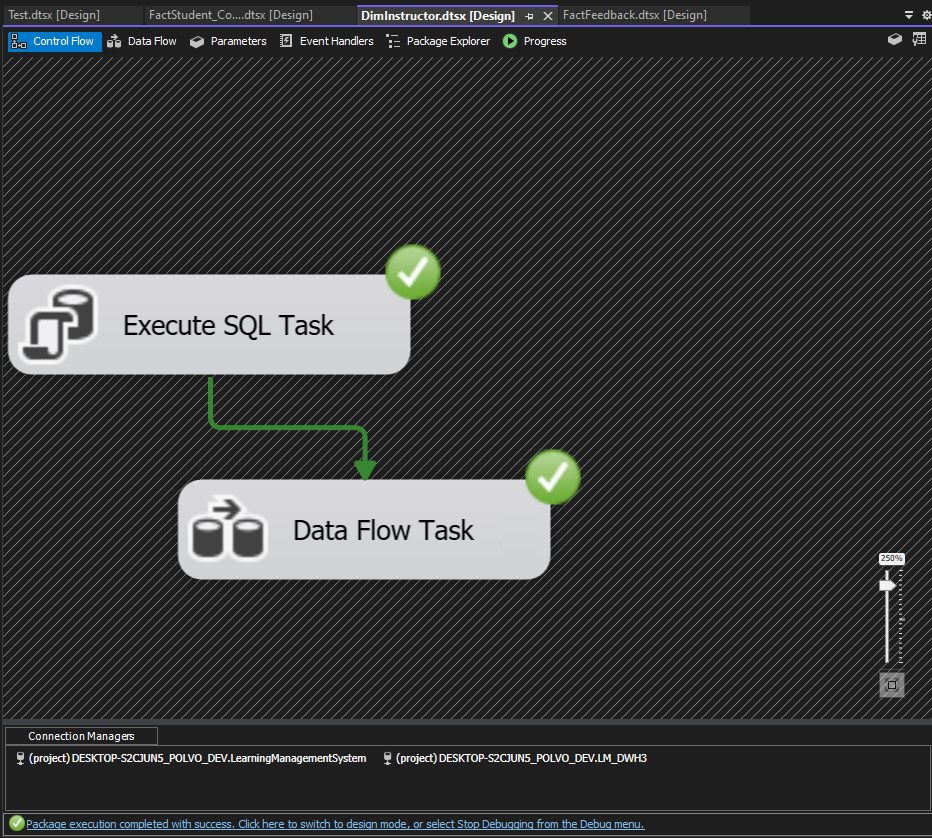 Test.dtsx [Design] FactStudent_Co....dtsx [Design] DimInstructor.dtsx [Design] FactFeedback.dtsx [Design]
Control Flow Data Flow Parameters Event Handlers Package Explorer Progress
Execute SQL Task
Data Flow Task
250%
Connection Managers
(project) DESKTOP-S2CJUN5_POLVO_DEV.LearningManagementSystem (project) DESKTOP-S2CJUN5_POLVO_DEV.LM_DWH3
Package execution completed with success. Click here to switch to design mode, or select Stop Debugging from the Debug menu.